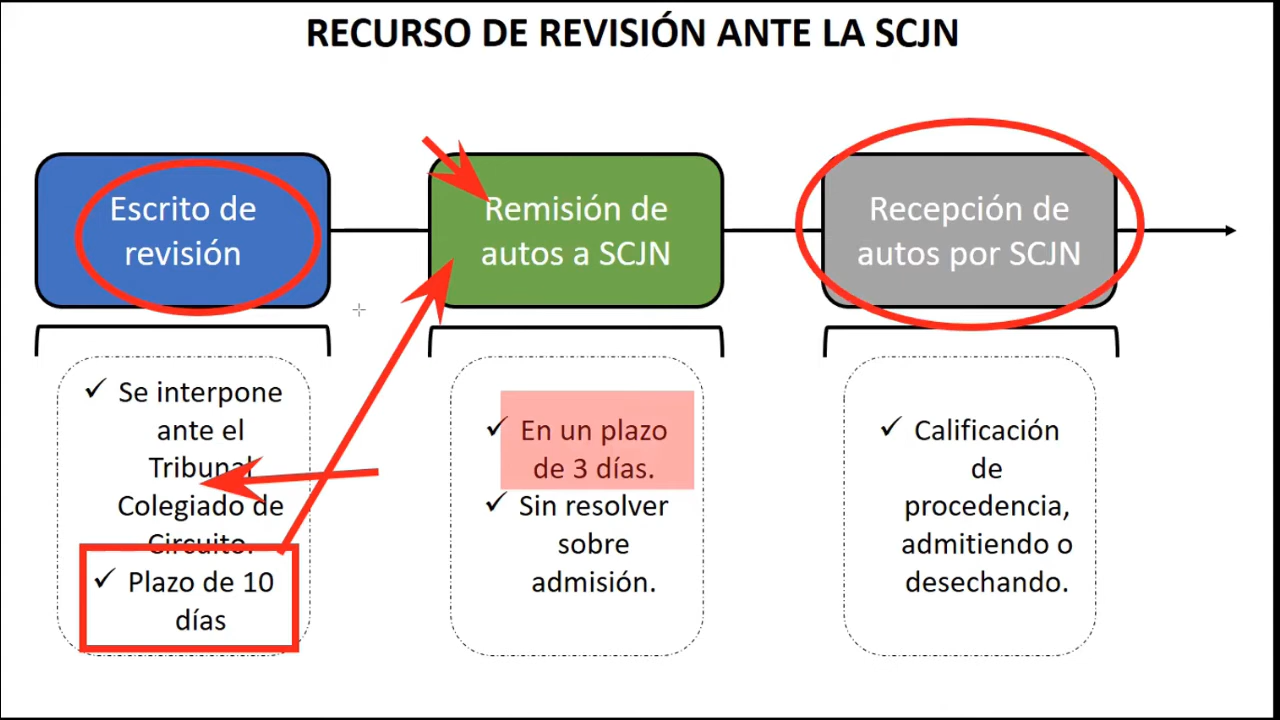 RECURSO DE REVISIÓN ANTE LA SCJN
Escrito de
revisión
Remisión de
autos a SCJN
Recepción de
autos por SCJN
✓ Se interpone
ante el
Tribunal
Colegiado de
Circuito.
✓ Plazo de 10
días
✓ En un plazo
de 3 días.
✓ Sin resolver
sobre
admisión.
✓ Calificación
de
procedencia,
admitiendo o
desechando.